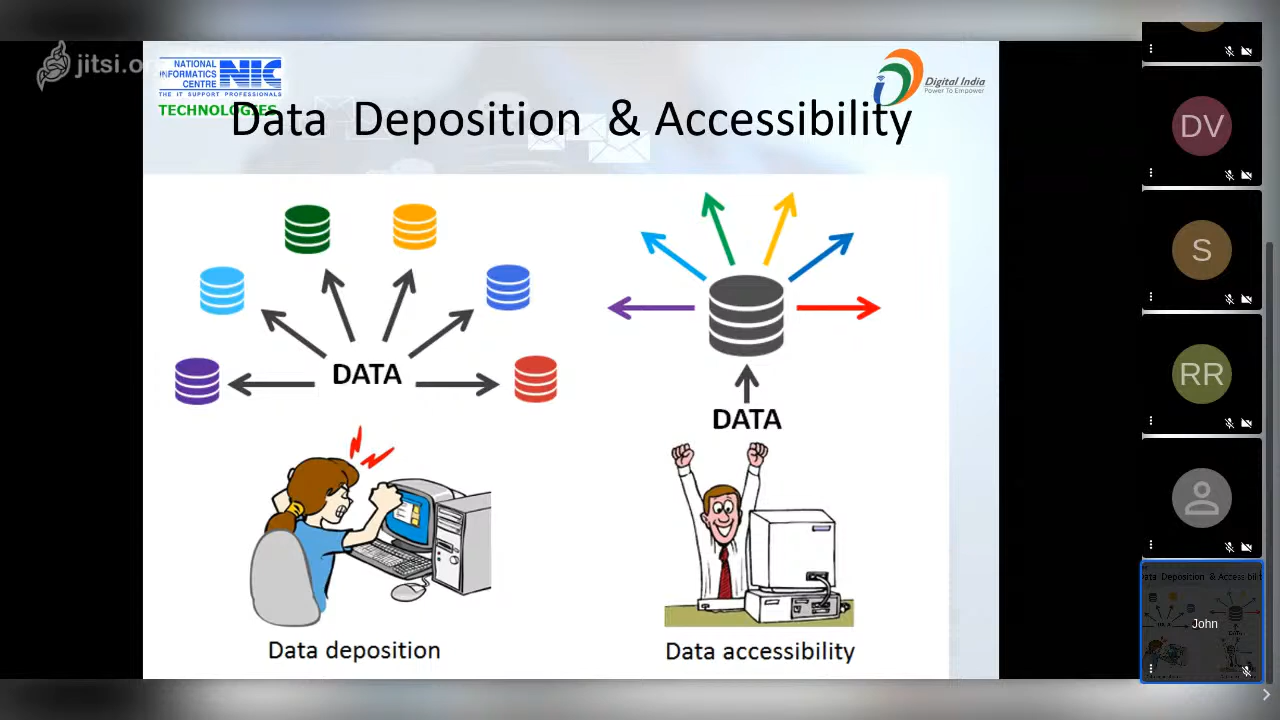 jitsi.or
NATIONAL
INFORMATICS
CENTRE
NIC
THE IT SUPPORT PROFESSIONALS
TECHNOLOGIES
Digital India
Power To Empower
Data Deposition & Accessibility
DATA
DATA
Data deposition
Data accessibility
DV
S
RR
John